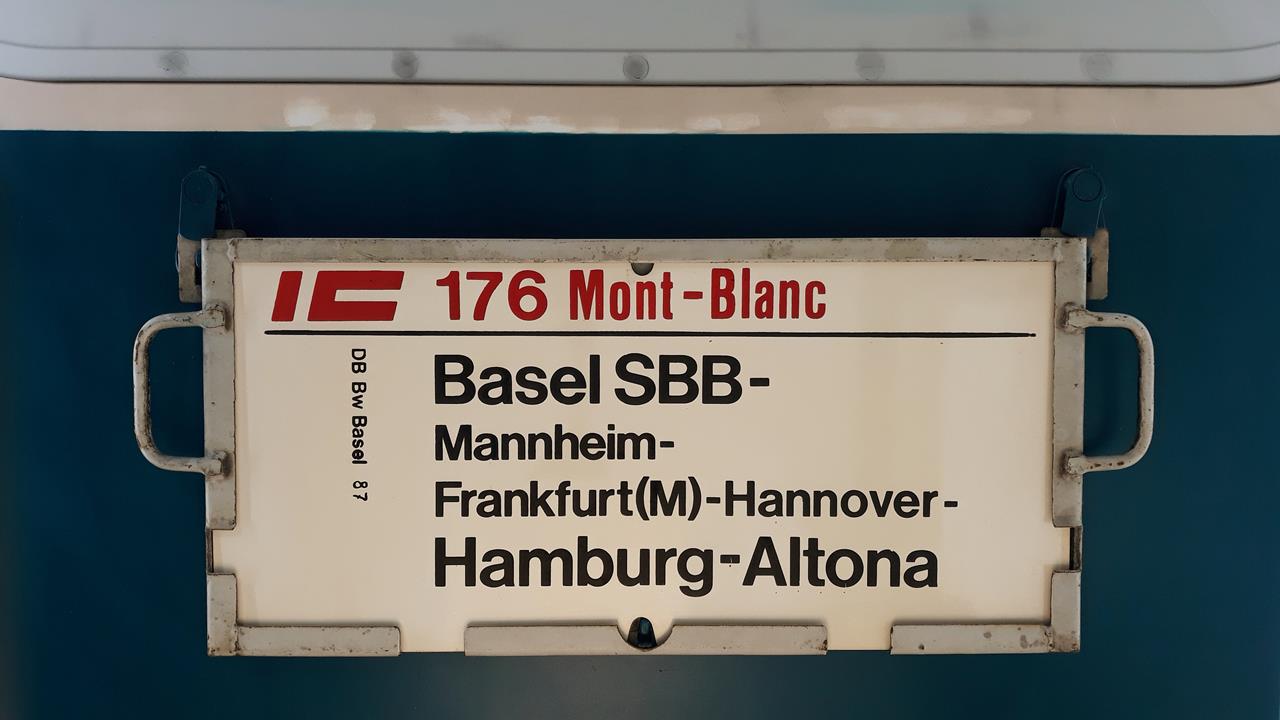 IC 176 Mont-Blanc
DB Bw Basel 87
Basel SBB-
Mannheim-
Frankfurt(M)-Hannover-
Hamburg-Altona